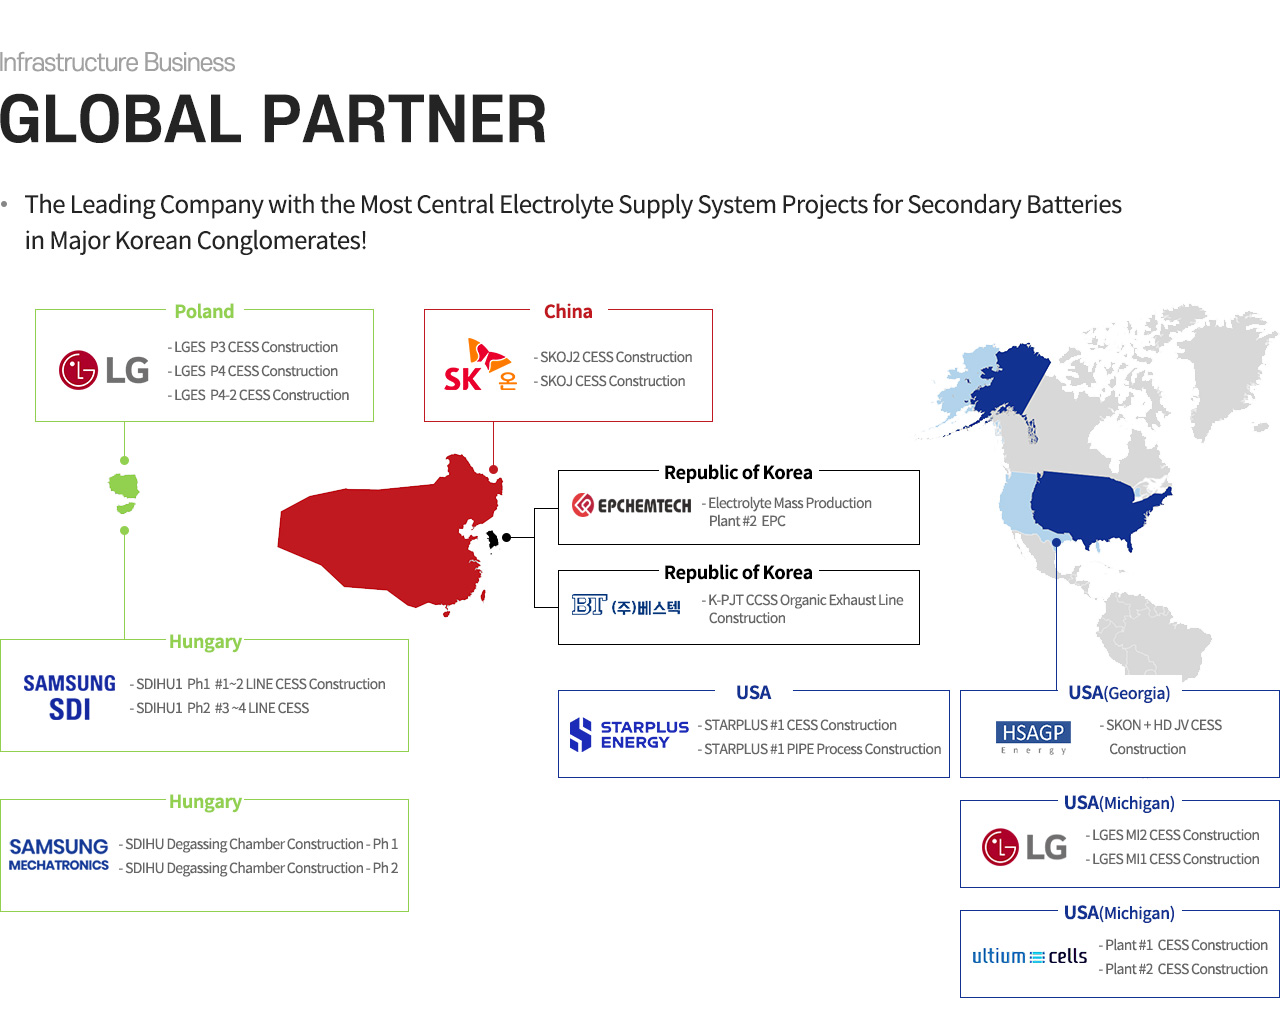 Infrastructure Business
GLOBAL PARTNER
• The Leading Company with the Most Central Electrolyte Supply System Projects for Secondary Batteries
in Major Korean Conglomerates!
Poland
LG
- LGES P3 CESS Construction
- LGES P4 CESS Construction
- LGES P4-2 CESS Construction
China
SK온
- SKOJ2 CESS Construction
- SKOJ CESS Construction
Republic of Korea
EPCHEMTECH
- Electrolyte Mass Production
Plant #2 EPC
Republic of Korea
BT (주)베스텍
- K-PJT CCSS Organic Exhaust Line
Construction
Hungary
SAMSUNG
SDI
- SDIHU1 Ph1 #1~2 LINE CESS Construction
- SDIHU1 Ph2 #3 ~4 LINE CESS
Hungary
SAMSUNG
MECHATRONICS
- SDIHU Degassing Chamber Construction - Ph 1
- SDIHU Degassing Chamber Construction - Ph 2
USA
STARPLUS
ENERGY
- STARPLUS #1 CESS Construction
- STARPLUS #1 PIPE Process Construction
USA(Georgia)
HSAGP
Energy
- SKON + HD JV CESS
Construction
USA(Michigan)
LG
- LGES MI2 CESS Construction
- LGES MI1 CESS Construction
USA(Michigan)
ultium cells
- Plant #1 CESS Construction
- Plant #2 CESS Construction